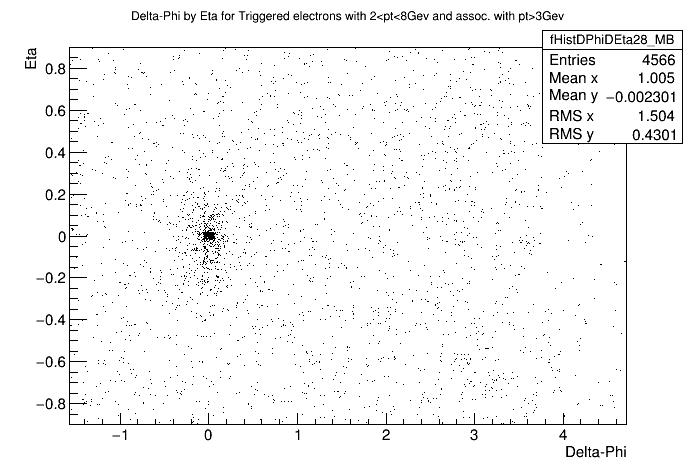 Delta-Phi by Eta for Triggered electrons with 2<pt<8Gev and assoc. with pt>3Gev
fHistDPhiDEta28_MB
Entries 4566
Mean x 1.005
Mean y −0.002301
RMS x 1.504
RMS y 0.4301
Eta
0.8
0.6
0.4
0.2
0
−0.2
−0.4
−0.6
−0.8
−1 0 1 2 3 4
Delta-Phi